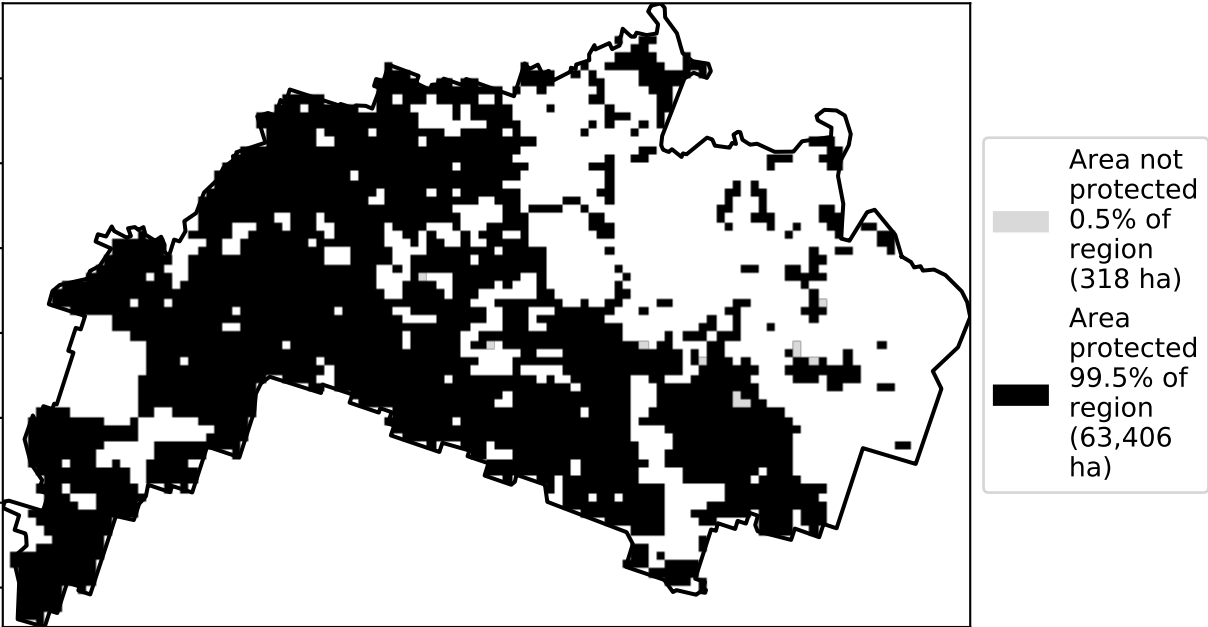 Area not
protected
0.5% of
region
(318 ha)
Area
protected
99.5% of
region
(63,406
ha)